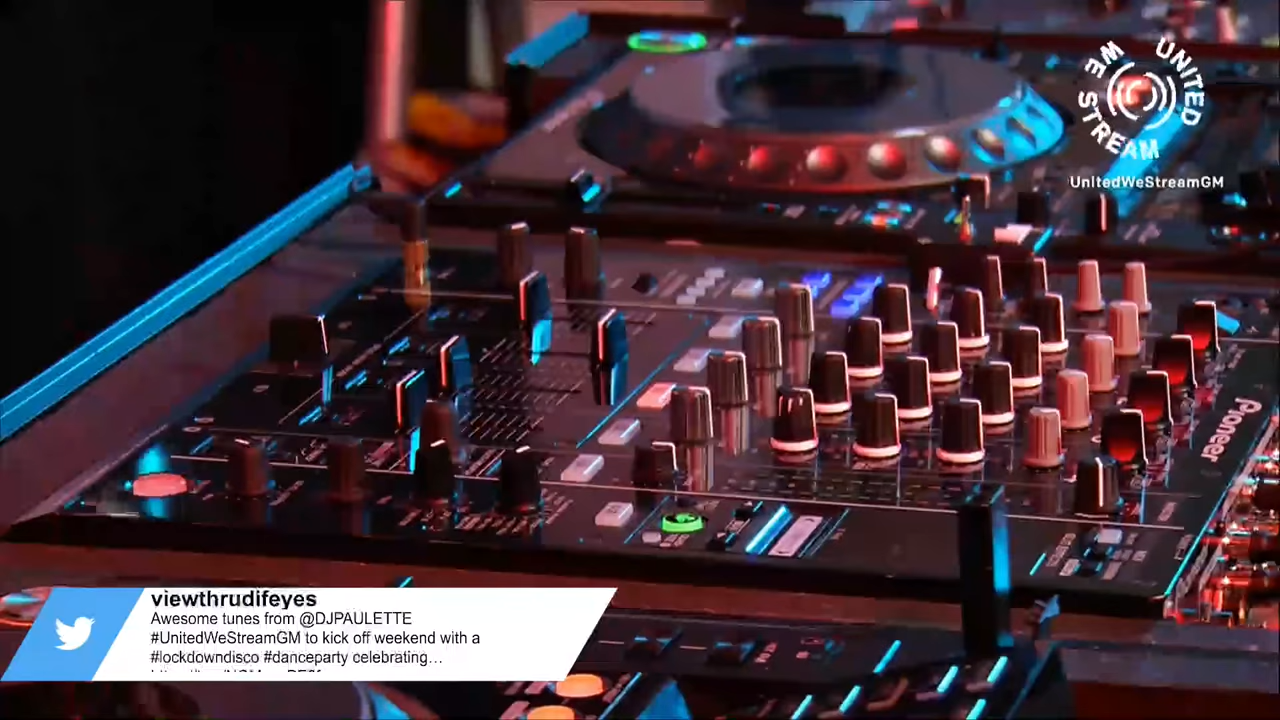 UNITED
WE STREAM
UnitedWeStreamGM
Pioneer
viewthrudifeyes
Awesome tunes from @DJPAULETTE
#UnitedWeStreamGM to kick off weekend with a
#lockdowndisco #danceparty celebrating…